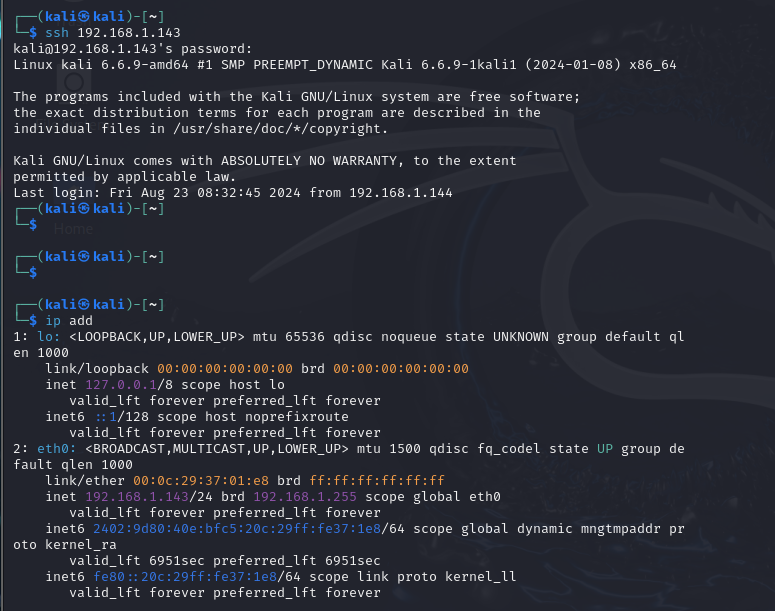 ┌──(kali㉿kali)-[~]
└─$ ssh 192.168.1.143
kali@192.168.1.143's password:
Linux kali 6.6.9-amd64 #1 SMP PREEMPT_DYNAMIC Kali 6.6.9-1kali1 (2024-01-08) x86_64

The programs included with the Kali GNU/Linux system are free software;
the exact distribution terms for each program are described in the
individual files in /usr/share/doc/*/copyright.

Kali GNU/Linux comes with ABSOLUTELY NO WARRANTY, to the extent
permitted by applicable law.
Last login: Fri Aug 23 08:32:45 2024 from 192.168.1.144
┌──(kali㉿kali)-[~]
└─$
Home
┌──(kali㉿kali)-[~]
└─$

┌──(kali㉿kali)-[~]
└─$ ip add
1: lo: <LOOPBACK,UP,LOWER_UP> mtu 65536 qdisc noqueue state UNKNOWN group default ql
en 1000
    link/loopback 00:00:00:00:00:00 brd 00:00:00:00:00:00
    inet 127.0.0.1/8 scope host lo
       valid_lft forever preferred_lft forever
    inet6 ::1/128 scope host noprefixroute
       valid_lft forever preferred_lft forever
2: eth0: <BROADCAST,MULTICAST,UP,LOWER_UP> mtu 1500 qdisc fq_codel state UP group de
fault qlen 1000
    link/ether 00:0c:29:37:01:e8 brd ff:ff:ff:ff:ff:ff
    inet 192.168.1.143/24 brd 192.168.1.255 scope global eth0
       valid_lft forever preferred_lft forever
    inet6 2402:9d80:40e:bfc5:20c:29ff:fe37:1e8/64 scope global dynamic mngtmpaddr pr
oto kernel_ra
       valid_lft 6951sec preferred_lft 6951sec
    inet6 fe80::20c:29ff:fe37:1e8/64 scope link proto kernel_ll
       valid_lft forever preferred_lft forever